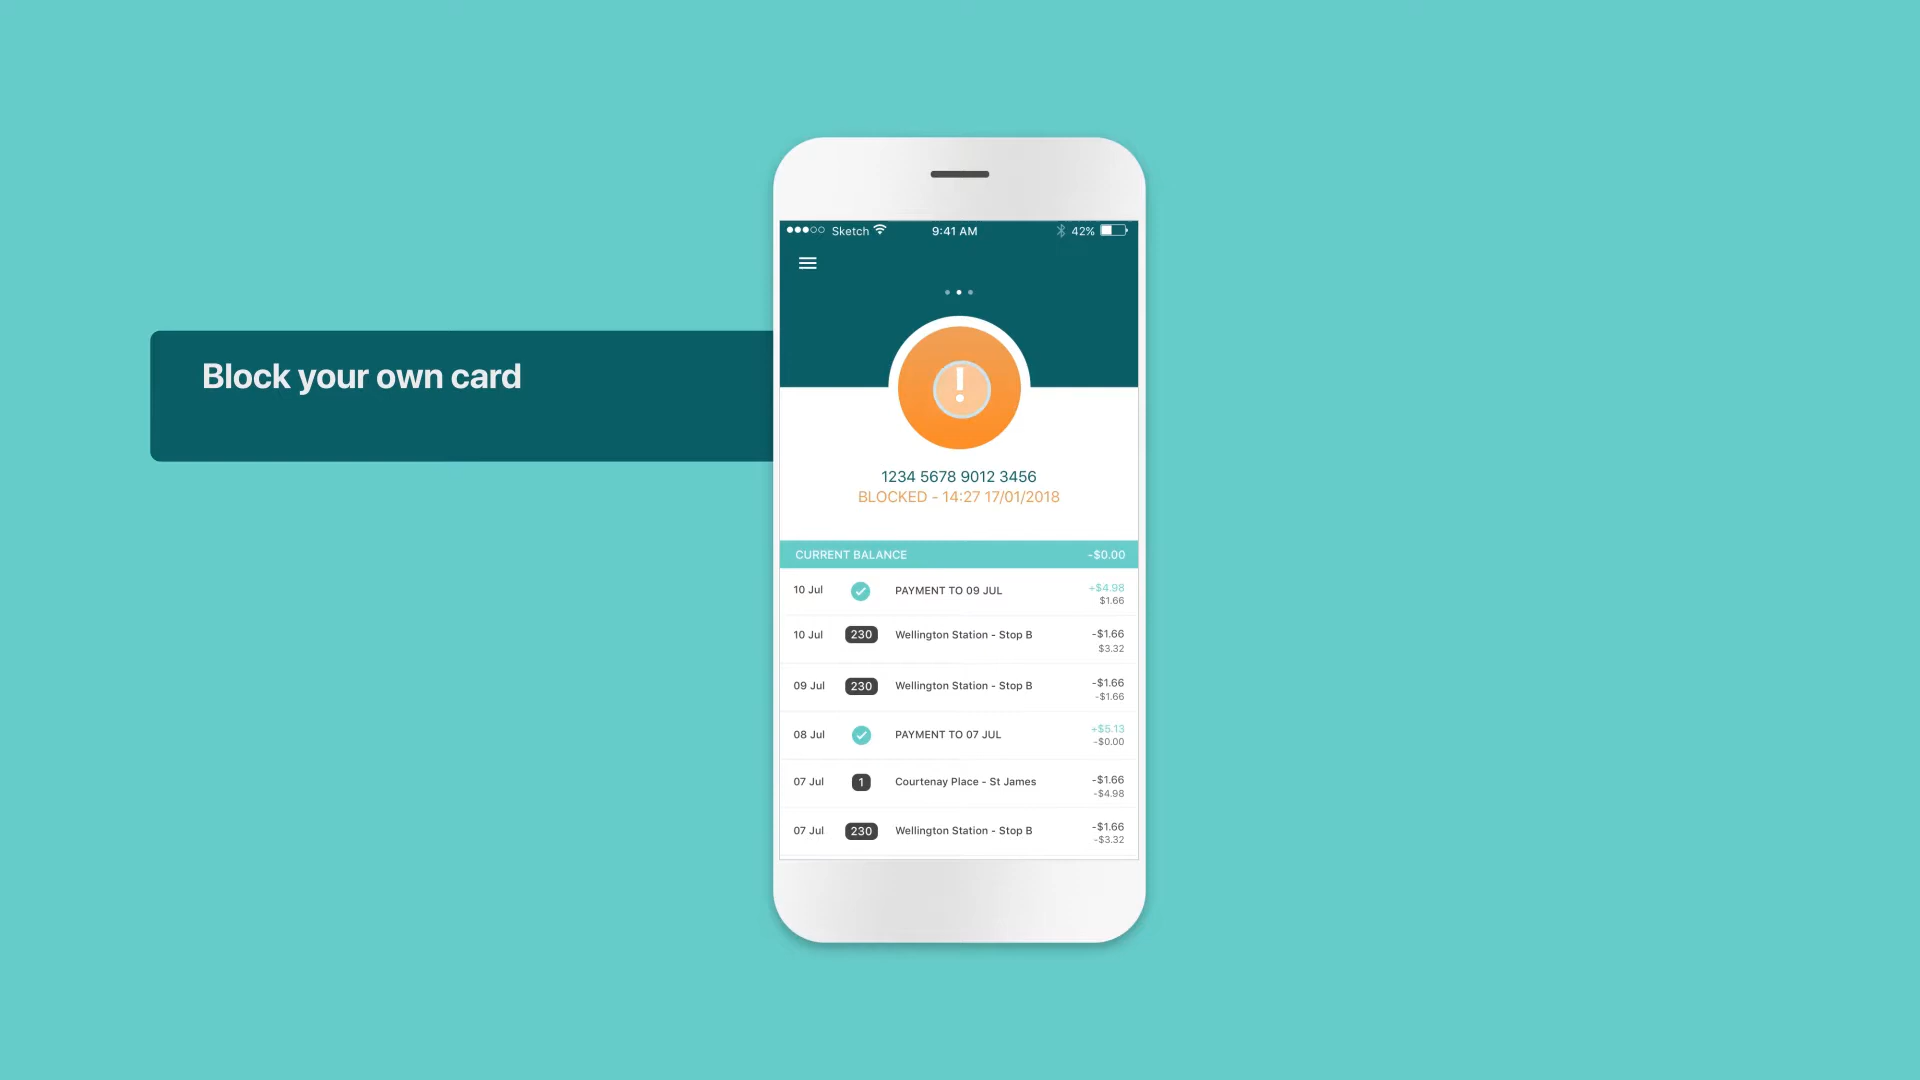 Sketch 9:41 AM 42%
Block your own card
!
1234 5678 9012 3456
BLOCKED - 14:27 17/01/2018
CURRENT BALANCE -$0.00
10 Jul PAYMENT TO 09 JUL +$4.98
$1.66
10 Jul 230 Wellington Station - Stop B -$1.66
$3.32
09 Jul 230 Wellington Station - Stop B -$1.66
-$1.66
08 Jul PAYMENT TO 07 JUL +$5.13
-$0.00
07 Jul 1 Courtenay Place - St James -$1.66
-$4.98
07 Jul 230 Wellington Station - Stop B -$1.66
-$3.32